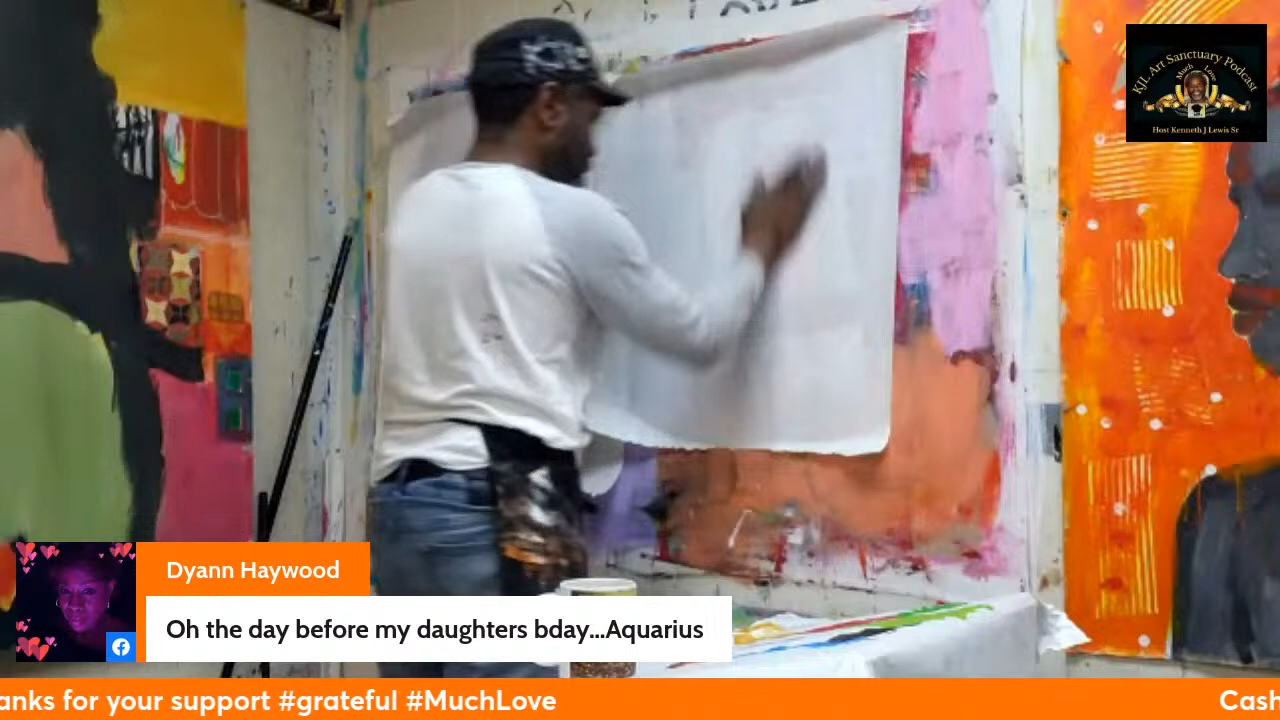 KJL Art Sanctuary Podcast
Much Love
Host Kenneth J Lewis Sr
Dyann Haywood
Oh the day before my daughters bday...Aquarius
anks for your support #grateful #MuchLove
Cash